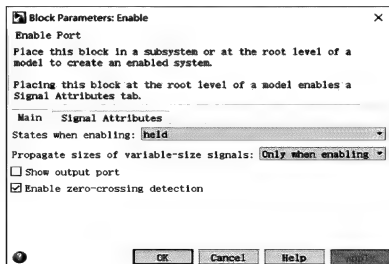 Block Parameters: Enable
Enable Port
Place this block in a subsystem or at the root level of a
model to create an enabled system.
Placing this block at the root level of a model enables a
Signal Attributes tab.
Main Signal Attributes
States when enabling: held
Propagate sizes of variable-size signals: Only when enabling
Show output port
Enable zero-crossing detection
OK Cancel Help Apply